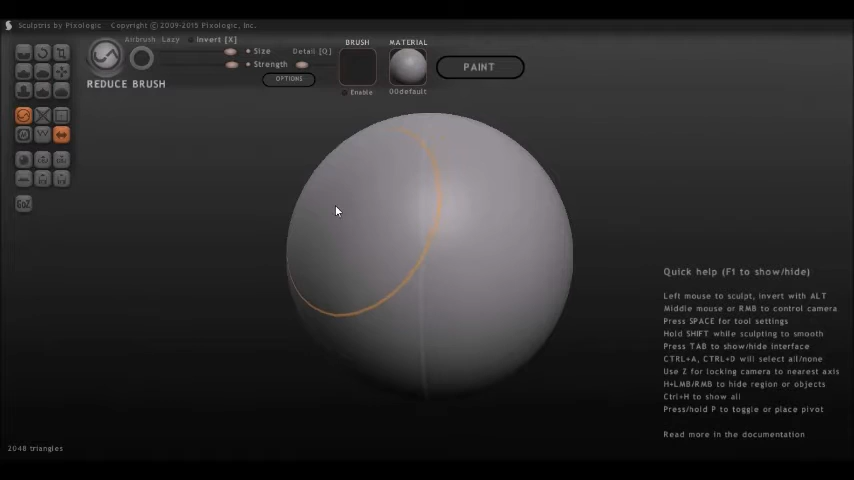 Sculptris by Pixologic   Copyright (c) 2009-2015 Pixologic, Inc.
Airbrush Lazy Invert [X]
Size
Detail [Q]
Strength
REDUCE BRUSH
OPTIONS
BRUSH
Enable
MATERIAL
00default
PAINT
GoZ
Quick help (F1 to show/hide)
Left mouse to sculpt, invert with ALT
Middle mouse or RMB to control camera
Press SPACE for tool settings
Hold SHIFT while sculpting to smooth
Press TAB to show/hide interface
CTRL+A, CTRL+D will select all/none
Use Z for locking camera to nearest axis
H+LMB/RMB to hide region or objects
Ctrl+H to show all
Press/hold P to toggle or place pivot
Read more in the documentation
2048 triangles